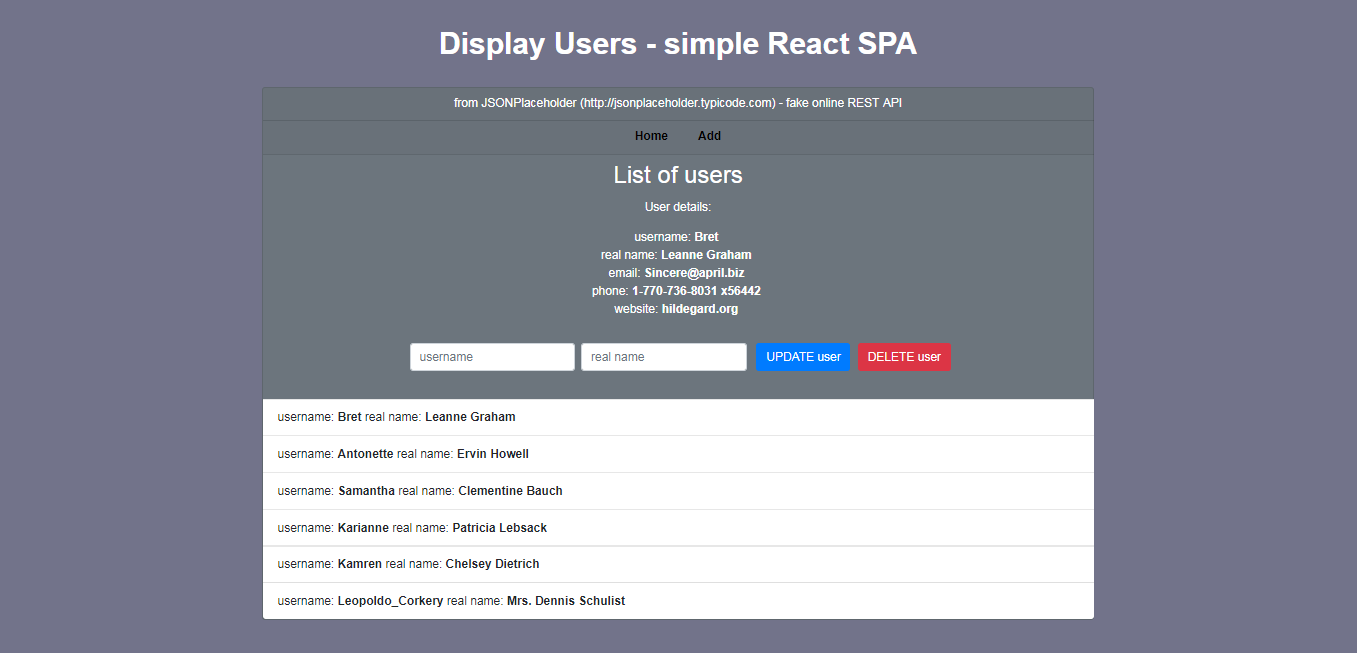 Display Users - simple React SPA
from JSONPlaceholder (http://jsonplaceholder.typicode.com) - fake online REST API
Home Add
List of users
User details:
username: Bret
real name: Leanne Graham
email: Sincere@april.biz
phone: 1-770-736-8031 x56442
website: hildegard.org
username real name UPDATE user DELETE user
username: Bret real name: Leanne Graham
username: Antonette real name: Ervin Howell
username: Samantha real name: Clementine Bauch
username: Karianne real name: Patricia Lebsack
username: Kamren real name: Chelsey Dietrich
username: Leopoldo_Corkery real name: Mrs. Dennis Schulist